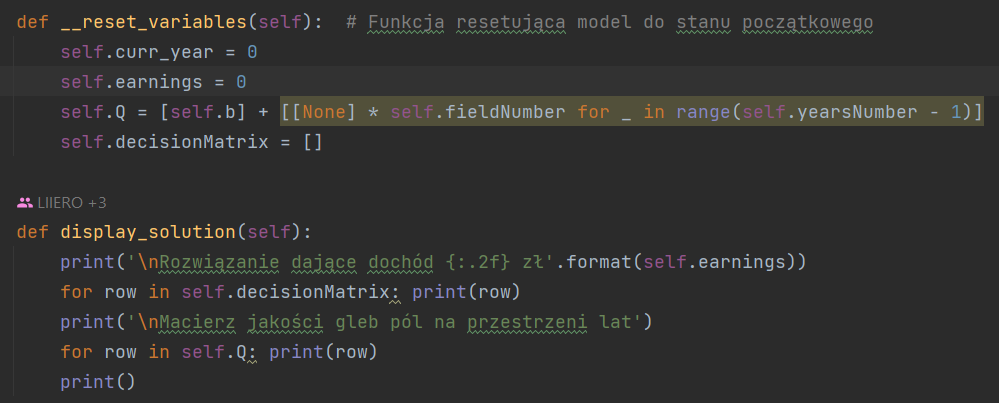 def __reset_variables(self):  # Funkcja resetująca model do stanu początkowego
    self.curr_year = 0
    self.earnings = 0
    self.Q = [self.b] + [[None] * self.fieldNumber for _ in range(self.yearsNumber - 1)]
    self.decisionMatrix = []
LIIERO +3
def display_solution(self):
    print('\nRozwiązanie dające dochód {:.2f} zł'.format(self.earnings))
    for row in self.decisionMatrix: print(row)
    print('\nMacierz jakości gleb pól na przestrzeni lat')
    for row in self.Q: print(row)
    print()